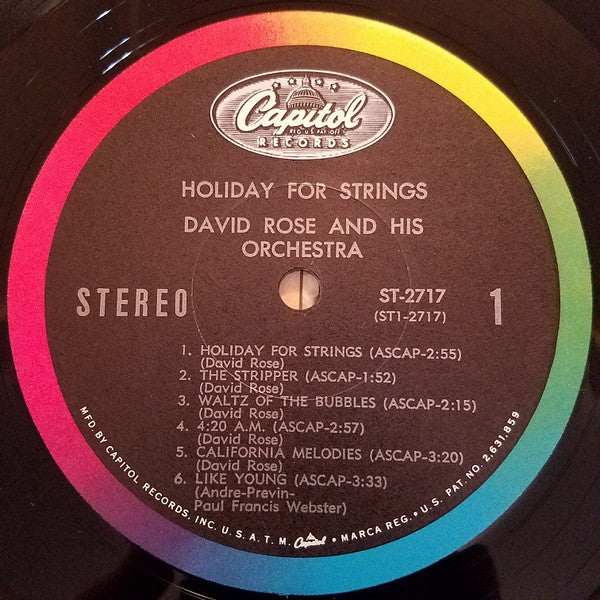 Capitol
REG. U.S. PAT. OFF.
RECORDS
HOLIDAY FOR STRINGS
DAVID ROSE AND HIS
ORCHESTRA
STEREO
ST-2717
(ST1-2717)
1
1. HOLIDAY FOR STRINGS (ASCAP-2:55)
(David Rose)
2. THE STRIPPER (ASCAP-1:52)
(David Rose)
3. WALTZ OF THE BUBBLES (ASCAP-2:15)
(David Rose)
4. 4:20 A.M. (ASCAP-2:57)
(David Rose)
5. CALIFORNIA MELODIES (ASCAP-3:20)
(David Rose)
6. LIKE YOUNG (ASCAP-3:33)
(Andre-Previn-
Paul Francis Webster)
MFD. BY CAPITOL RECORDS, INC. U. S. A. T. M. Capitol • MARCA REG. • U. S. PAT. NO. 2,631,859